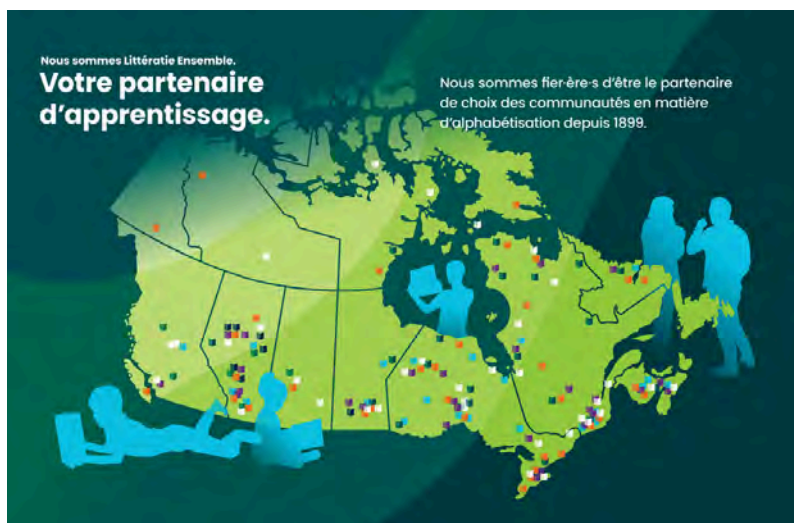 Nous sommes Littératie Ensemble.
Votre partenaire
d’apprentissage.
Nous sommes fier·ère·s d’être le partenaire
de choix des communautés en matière
d’alphabétisation depuis 1899.